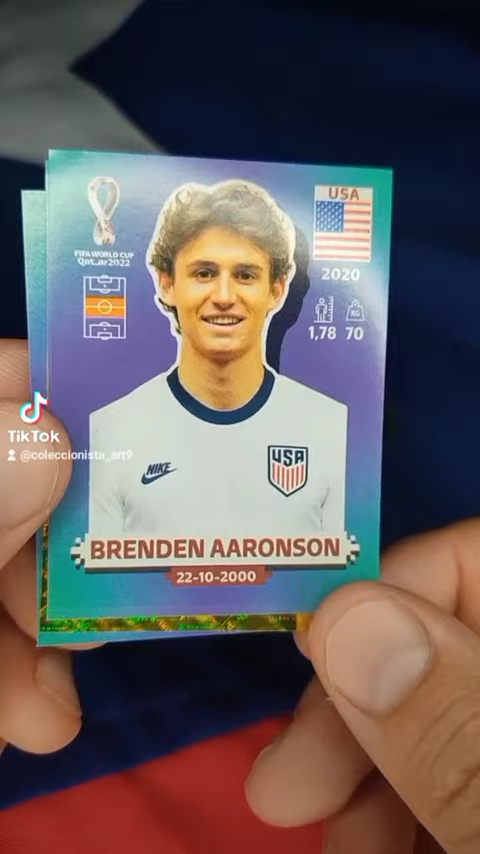 FIFA WORLD CUP
Qatar2022
USA
2020
KG
1,78 70
NIKE
USA
BRENDEN AARONSON
22-10-2000
TikTok
@coleccionista_art9